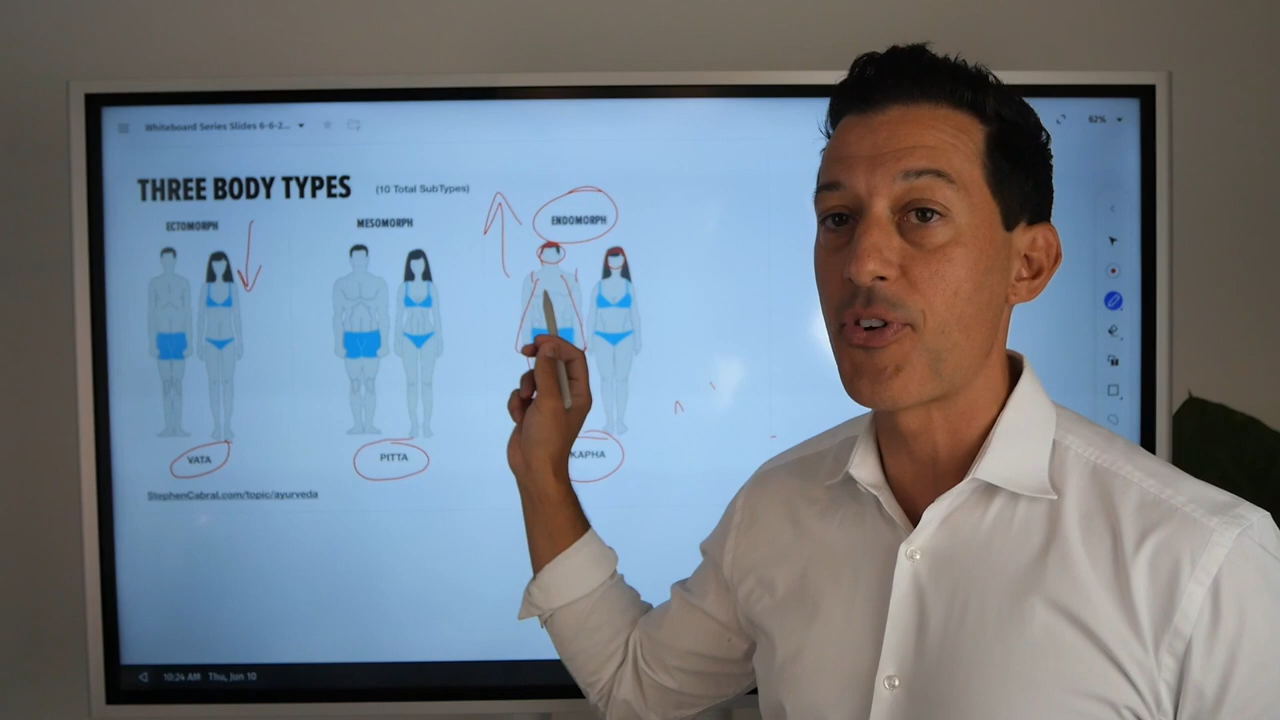 Whiteboard Series Slides 6-6-2...
62%
THREE BODY TYPES
(10 Total SubTypes)
ECTOMORPH
MESOMORPH
ENDOMORPH
VATA
PITTA
KAPHA
StephenCabral.com/topic/ayurveda
10:24 AM Thu, Jun 10